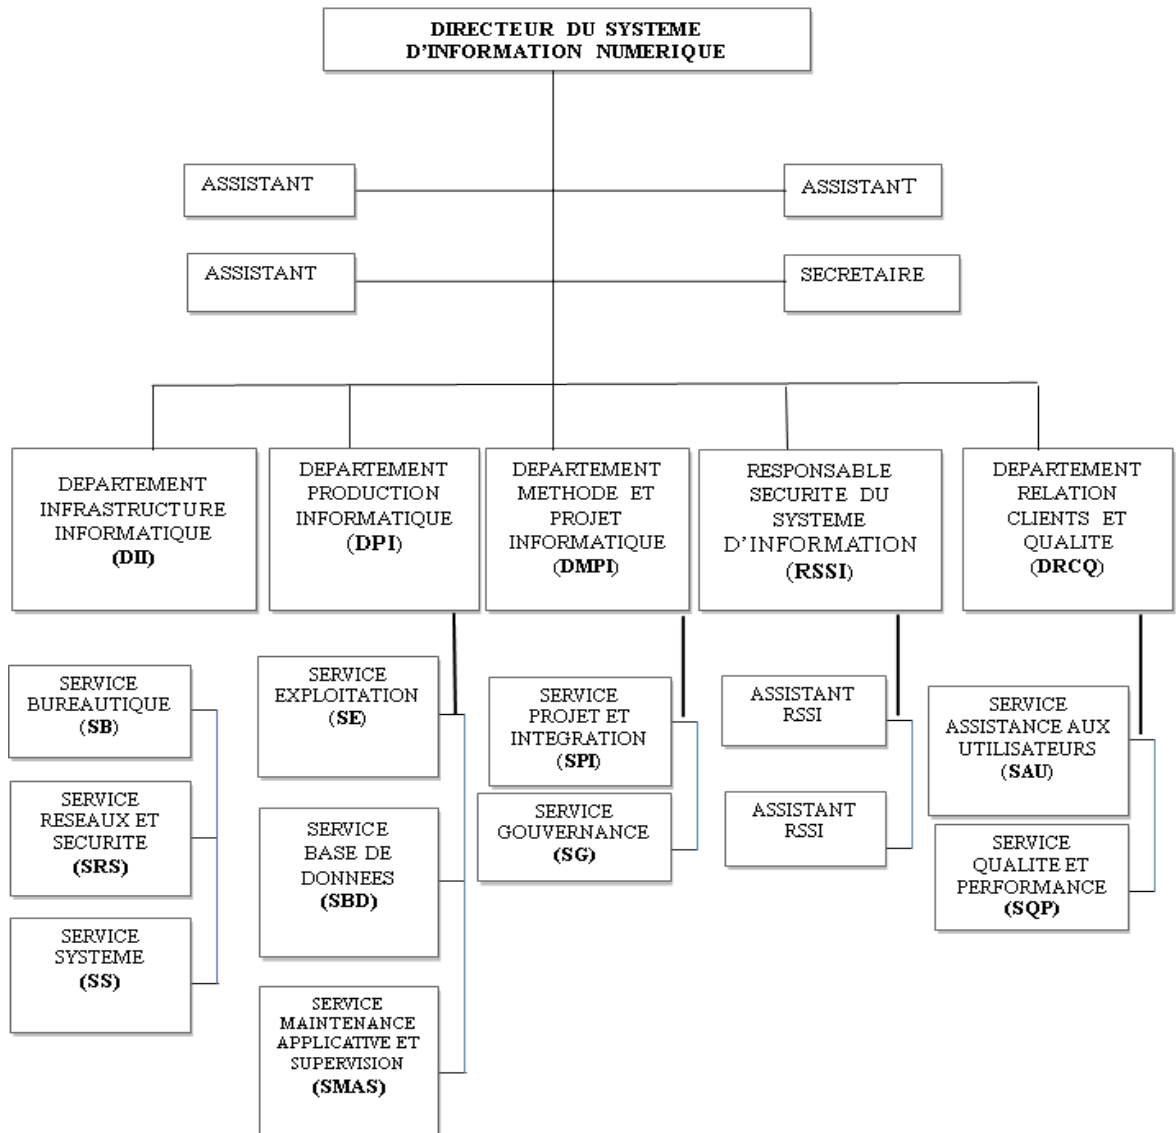 DIRECTEUR DU SYSTEME
D'INFORMATION NUMERIQUE
ASSISTANT
ASSISTANT
ASSISTANT
SECRETAIRE
DEPARTEMENT
INFRASTRUCTURE
INFORMATIQUE
(DII)
DEPARTEMENT
PRODUCTION
INFORMATIQUE
(DPI)
DEPARTEMENT
METHODE ET
PROJET
INFORMATIQUE
(DMPI)
RESPONSABLE
SECURITE DU
SYSTEME
D'INFORMATION
(RSSI)
DEPARTEMENT
RELATION
CLIENTS ET
QUALITE
(DRCQ)
SERVICE
BUREAUTIQUE
(SB)
SERVICE
RESEAUX ET
SECURITE
(SRS)
SERVICE
SYSTEME
(SS)
SERVICE
EXPLOITATION
(SE)
SERVICE
BASE DE
DONNEES
(SBD)
SERVICE
MAINTENANCE
APPLICATIVE ET
SUPERVISION
(SMAS)
SERVICE
PROJET ET
INTEGRATION
(SPI)
SERVICE
GOUVERNANCE
(SG)
ASSISTANT
RSSI
ASSISTANT
RSSI
SERVICE
ASSISTANCE AUX
UTILISATEURS
(SAU)
SERVICE
QUALITE ET
PERFORMANCE
(SQP)